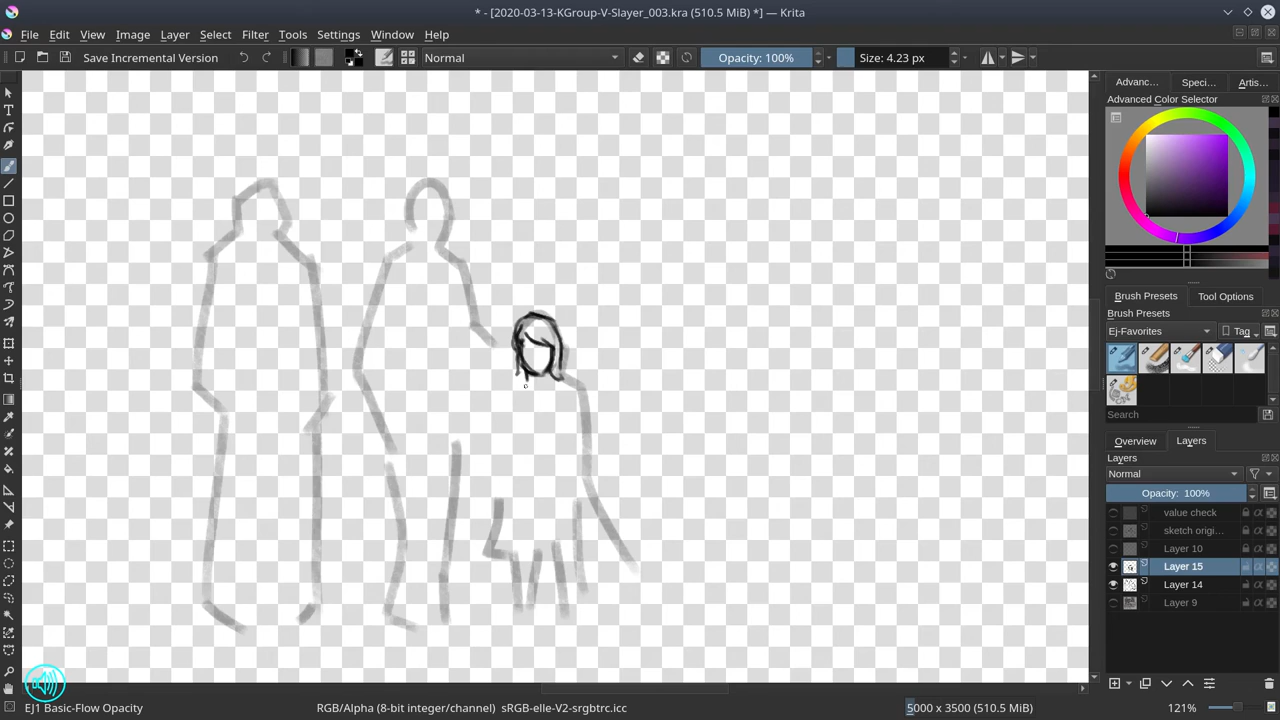 * - [2020-03-13-KGroup-V-Slayer_003.kra (510.5 MiB) *] — Krita
File Edit View Image Layer Select Filter Tools Settings Window Help
Save Incremental Version Normal Opacity: 100% Size: 4.23 px
Advanc... Speci... Artis...
Advanced Color Selector
Brush Presets Tool Options
Brush Presets
Ej-Favorites Tag
Search
Overview Layers
Layers
Normal
Opacity: 100%
value check
sketch origi...
Layer 10
Layer 15
Layer 14
Layer 9
EJ1 Basic-Flow Opacity RGB/Alpha (8-bit integer/channel) sRGB-elle-V2-srgbtrc.icc 5000 x 3500 (510.5 MiB) 121%